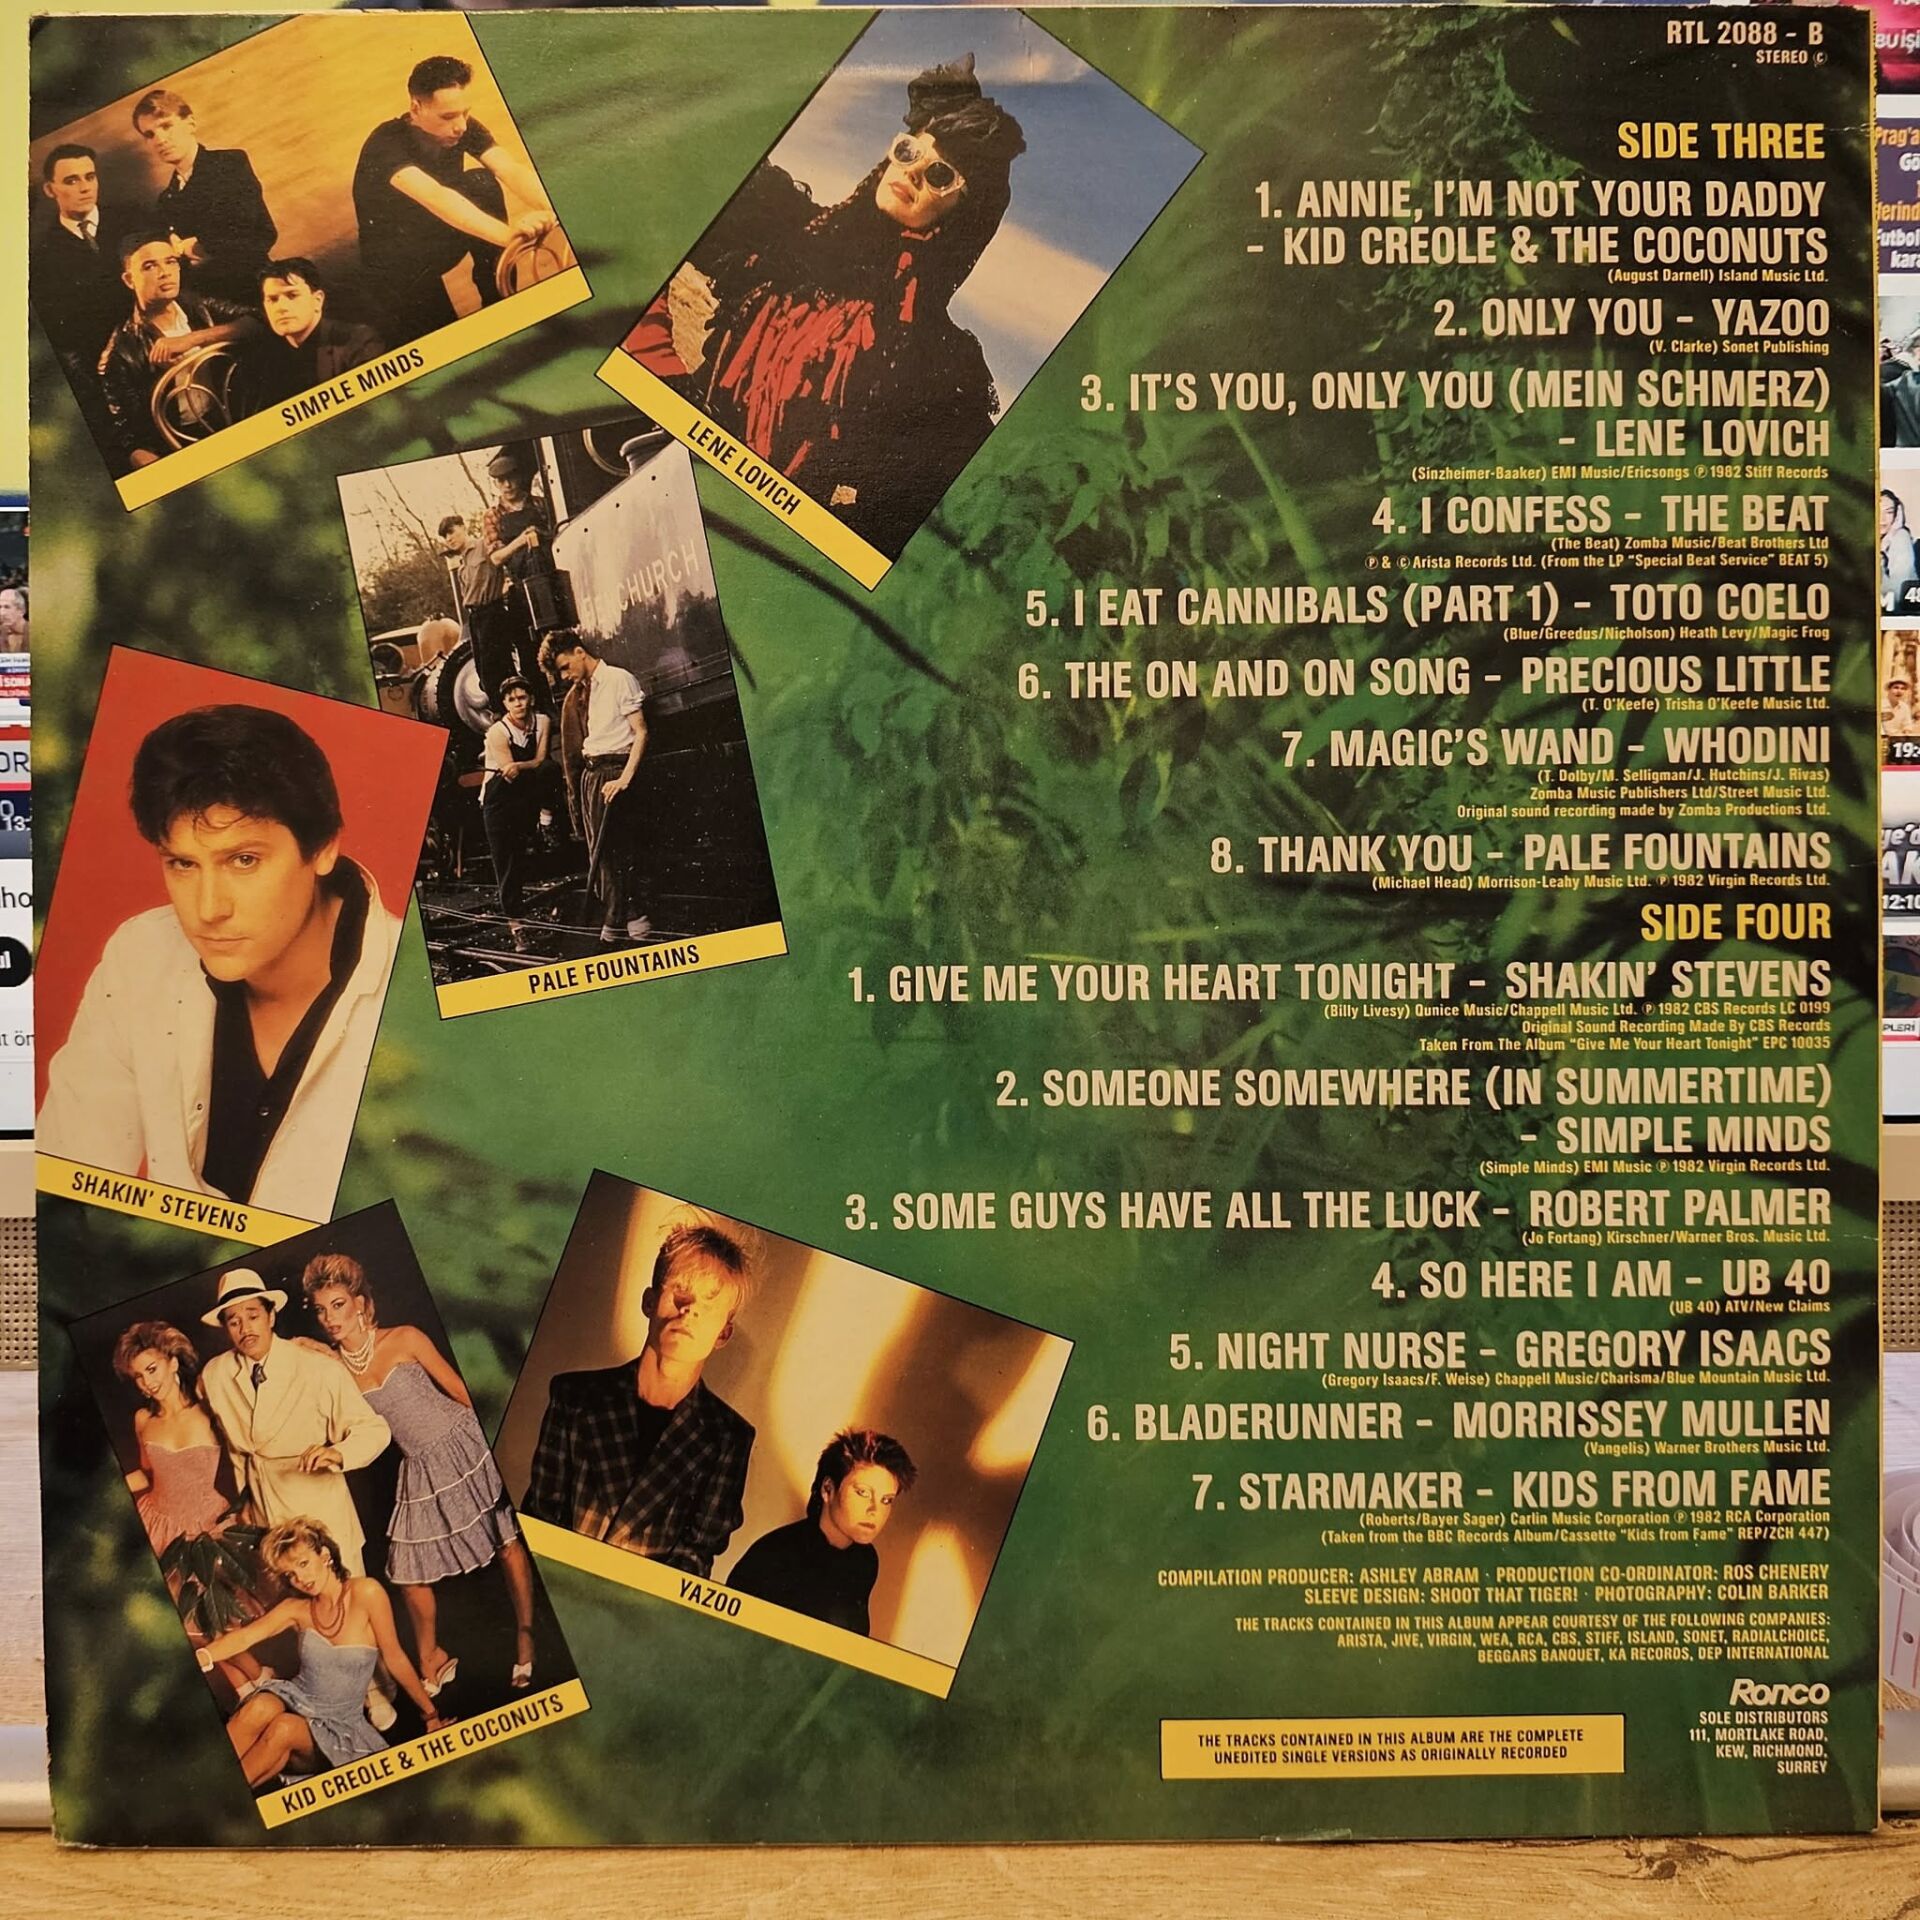 RTL 2088 - B
STEREO ©
SIDE THREE
1. ANNIE, I'M NOT YOUR DADDY
- KID CREOLE & THE COCONUTS
(August Darnell) Island Music Ltd.
2. ONLY YOU - YAZOO
(V. Clarke) Sonet Publishing
3. IT'S YOU, ONLY YOU (MEIN SCHMERZ)
- LENE LOVICH
(Sinzheimer-Baaker) EMI Music/Ericsongs ℗ 1982 Stiff Records
4. I CONFESS - THE BEAT
(The Beat) Zomba Music/Beat Brothers Ltd
℗ & © Arista Records Ltd. (From the LP "Special Beat Service" BEAT 5)
5. I EAT CANNIBALS (PART 1) - TOTO COELO
(Blue/Greedus/Nicholson) Heath Levy/Magic Frog
6. THE ON AND ON SONG - PRECIOUS LITTLE
(T. O'Keefe) Trisha O'Keefe Music Ltd.
7. MAGIC'S WAND - WHODINI
(T. Dolby/M. Selligman/J. Hutchins/J. Rivas)
Zomba Music Publishers Ltd/Street Music Ltd.
Original sound recording made by Zomba Productions Ltd.
8. THANK YOU - PALE FOUNTAINS
(Michael Head) Morrison-Leahy Music Ltd. ℗ 1982 Virgin Records Ltd.
SIDE FOUR
1. GIVE ME YOUR HEART TONIGHT - SHAKIN' STEVENS
(Billy Livesy) Qunice Music/Chappell Music Ltd. ℗ 1982 CBS Records LC 0199
Original Sound Recording Made By CBS Records
Taken From The Album "Give Me Your Heart Tonight" EPC 10035
2. SOMEONE SOMEWHERE (IN SUMMERTIME)
- SIMPLE MINDS
(Simple Minds) EMI Music ℗ 1982 Virgin Records Ltd.
3. SOME GUYS HAVE ALL THE LUCK - ROBERT PALMER
(Jo Fortang) Kirschner/Warner Bros. Music Ltd.
4. SO HERE I AM - UB 40
(UB 40) ATV/New Claims
5. NIGHT NURSE - GREGORY ISAACS
(Gregory Isaacs/F. Weise) Chappell Music/Charisma/Blue Mountain Music Ltd.
6. BLADERUNNER - MORRISSEY MULLEN
(Vangelis) Warner Brothers Music Ltd.
7. STARMAKER - KIDS FROM FAME
(Roberts/Bayer Sager) Carlin Music Corporation ℗ 1982 RCA Corporation
(Taken from the BBC Records Album/Cassette "Kids from Fame" REP/ZCH 447)
COMPILATION PRODUCER: ASHLEY ABRAM · PRODUCTION CO-ORDINATOR: ROS CHENERY
SLEEVE DESIGN: SHOOT THAT TIGER! · PHOTOGRAPHY: COLIN BARKER
THE TRACKS CONTAINED IN THIS ALBUM APPEAR COURTESY OF THE FOLLOWING COMPANIES:
ARISTA, JIVE, VIRGIN, WEA, RCA, CBS, STIFF, ISLAND, SONET, RADIALCHOICE,
BEGGARS BANQUET, KA RECORDS, DEP INTERNATIONAL
Ronco
SOLE DISTRIBUTORS
111, MORTLAKE ROAD,
KEW, RICHMOND,
SURREY
THE TRACKS CONTAINED IN THIS ALBUM ARE THE COMPLETE
UNEDITED SINGLE VERSIONS AS ORIGINALLY RECORDED
SIMPLE MINDS
LENE LOVICH
CHURCH
PALE FOUNTAINS
SHAKIN' STEVENS
YAZOO
KID CREOLE & THE COCONUTS